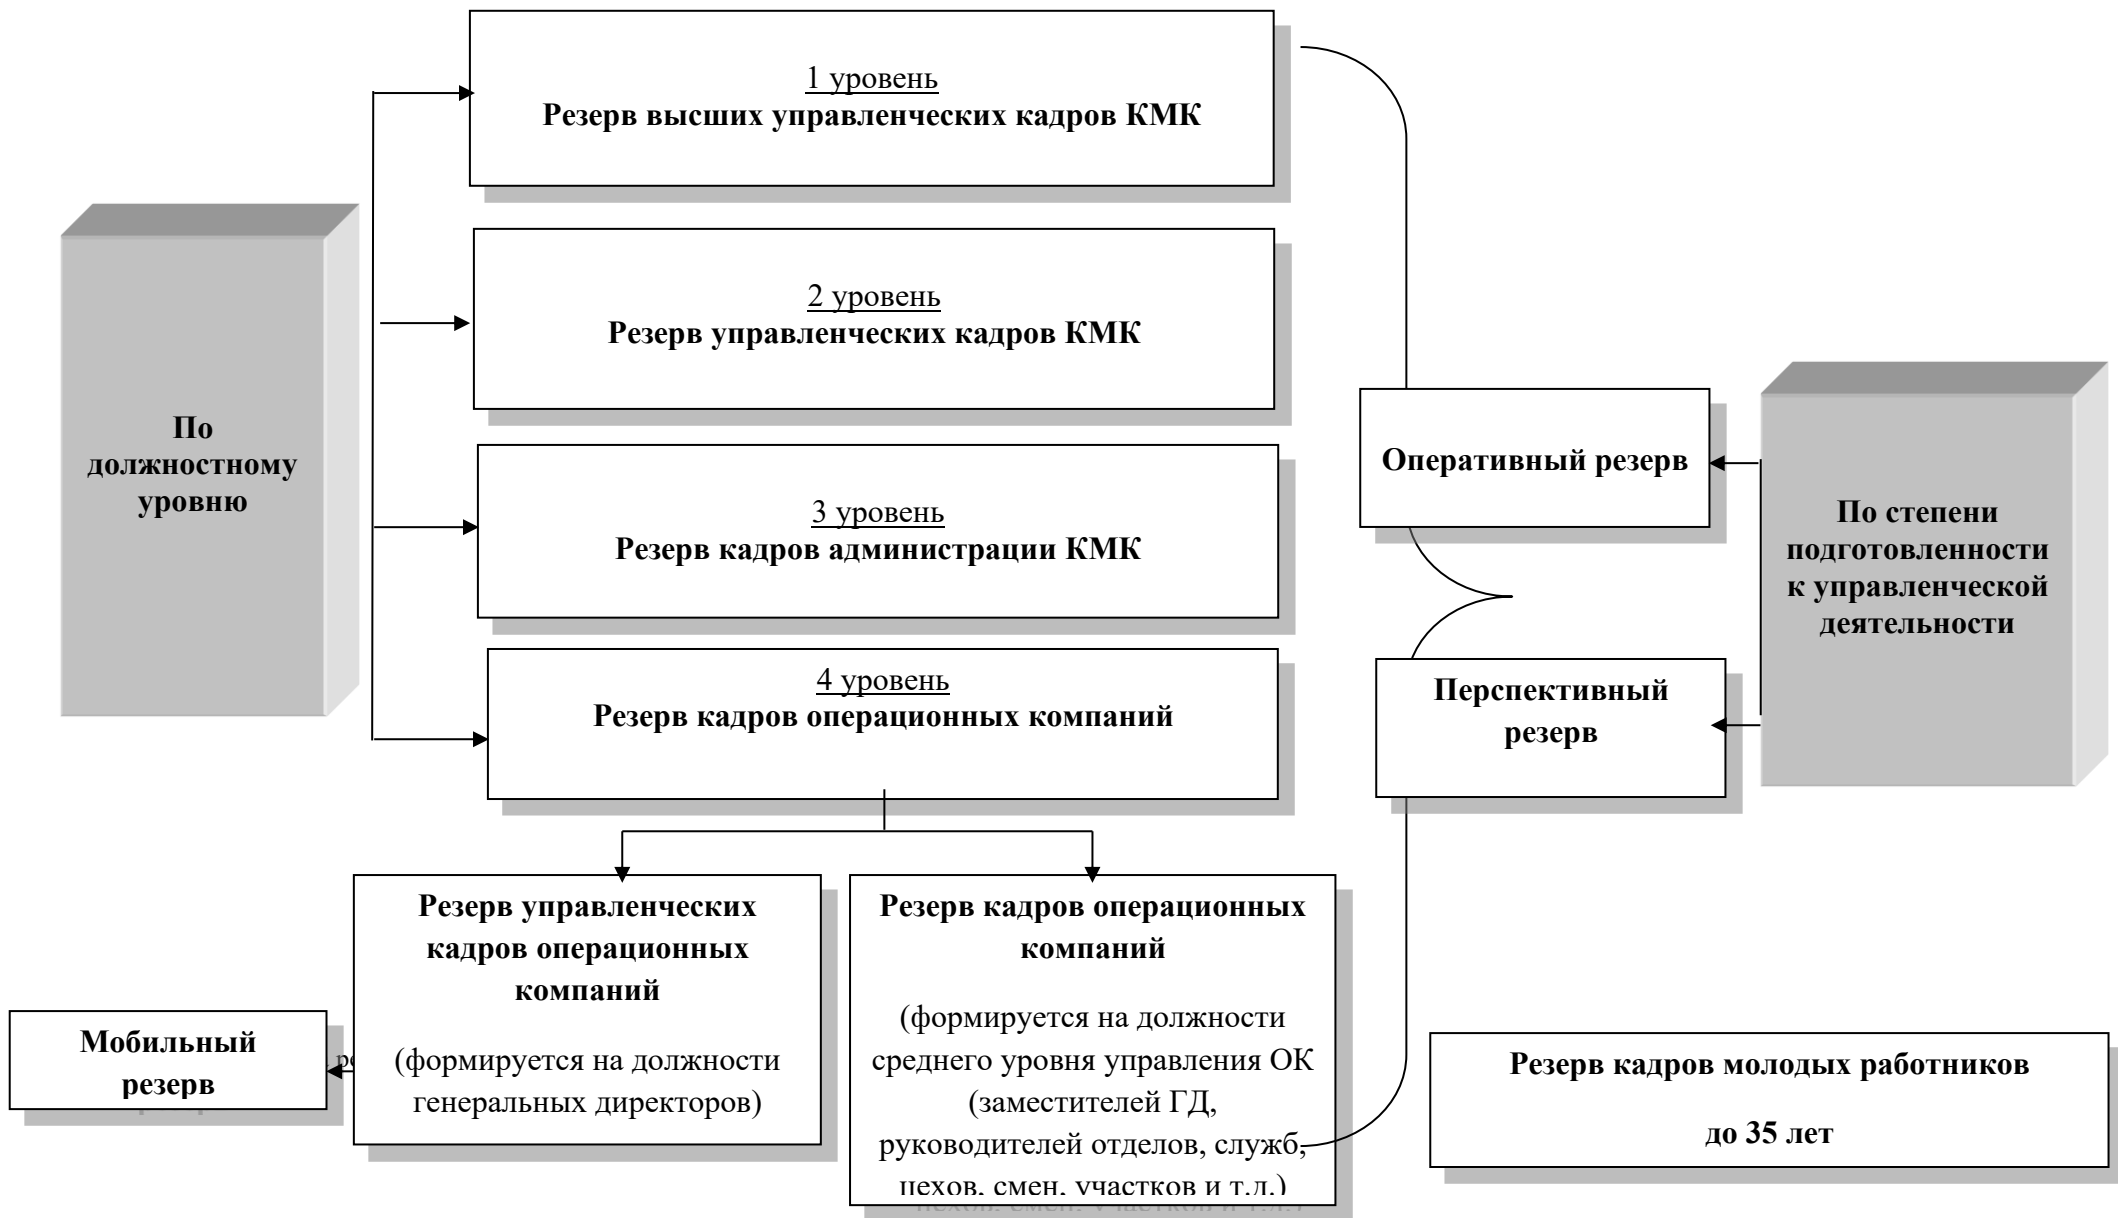 1 уровень
Резерв высших управленческих кадров КМК
2 уровень
Резерв управленческих кадров КМК
3 уровень
Резерв кадров администрации КМК
4 уровень
Резерв кадров операционных компаний
По
должностному
уровню
Оперативный резерв
Перспективный
резерв
По степени
подготовленности
к управленческой
деятельности
Резерв управленческих
кадров операционных
компаний
(формируется на должности
генеральных директоров)
Резерв кадров операционных
компаний
(формируется на должности
среднего уровня управления ОК
(заместителей ГД,
руководителей отделов, служб,
цехов, смен, участков и т.д.)
Мобильный
резерв
Резерв кадров молодых работников
до 35 лет